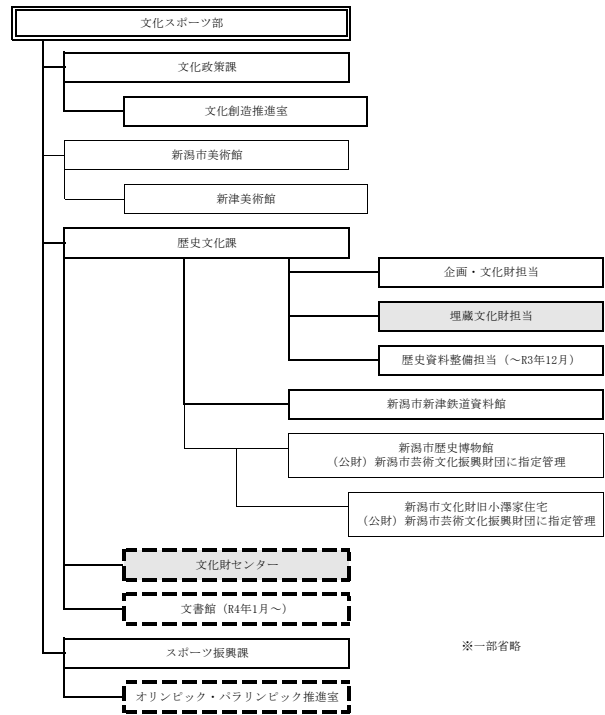 文化スポーツ部
文化政策課
文化創造推進室
新潟市美術館
新津美術館
歴史文化課
企画・文化財担当
埋蔵文化財担当
歴史資料整備担当（～R3年12月）
新潟市新津鉄道資料館
新潟市歴史博物館
（公財）新潟市芸術文化振興財団に指定管理
新潟市文化財旧小澤家住宅
（公財）新潟市芸術文化振興財団に指定管理
文化財センター
文書館（R4年1月～）
スポーツ振興課
※一部省略
オリンピック・パラリンピック推進室